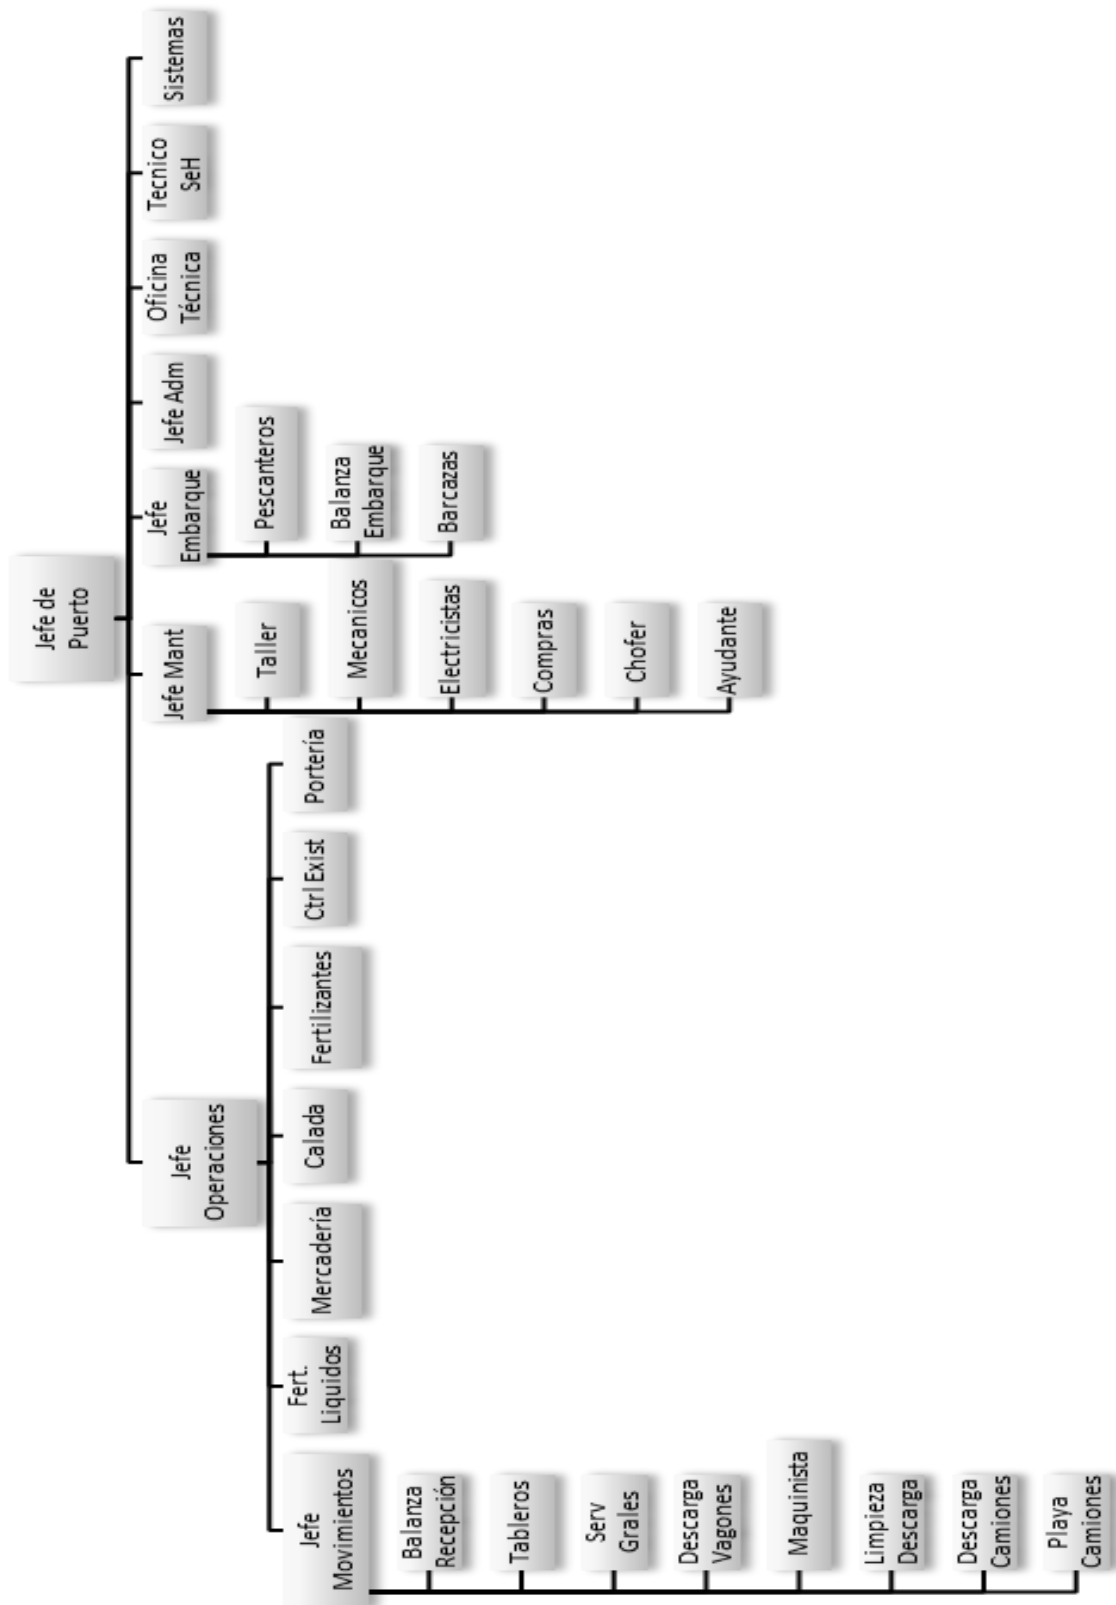 Jefe de
Puerto
Jefe
Operaciones
Jefe Mant
Jefe
Embarque
Jefe Adm
Oficina
Técnica
Tecnico
SeH
Sistemas
Jefe
Movimientos
Fert.
Liquidos
Mercadería
Calada
Fertilizantes
Ctrl Exist
Portería
Balanza
Recepción
Tableros
Serv
Grales
Descarga
Vagones
Maquinista
Limpieza
Descarga
Descarga
Camiones
Playa
Camiones
Taller
Mecanicos
Electricistas
Compras
Chofer
Ayudante
Pescanteros
Balanza
Embarque
Barcazas